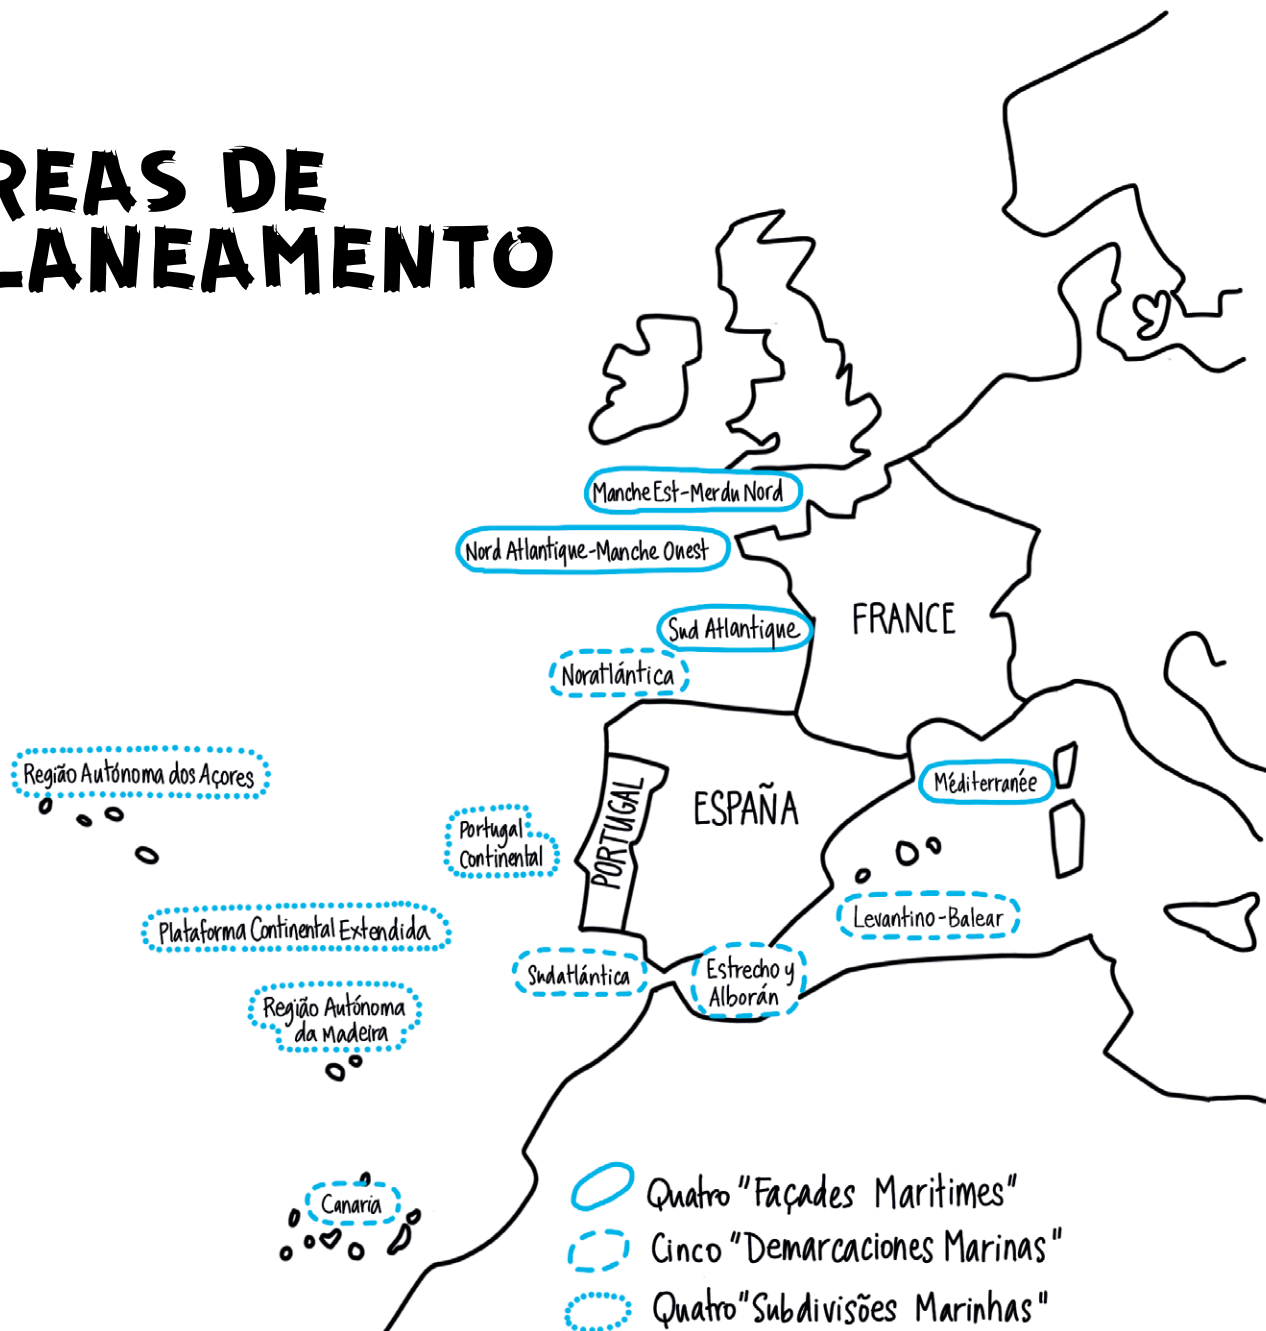 REAS DE
LANEAMENTO
Manche Est-Mer du Nord
Nord Atlantique-Manche Ouest
Sud Atlantique
FRANCE
Noratlántica
Região Autónoma dos Açores
Méditerranée
PORTUGAL
ESPAÑA
Portugal
Continental
Plataforma Continental Extendida
Levantino-Balear
Sudatlántica
Estrecho y
Alborán
Região Autónoma
da Madeira
Canaria
Quatro "Façades Maritimes"
Cinco "Demarcaciones Marinas"
Quatro "Subdivisões Marinhas"